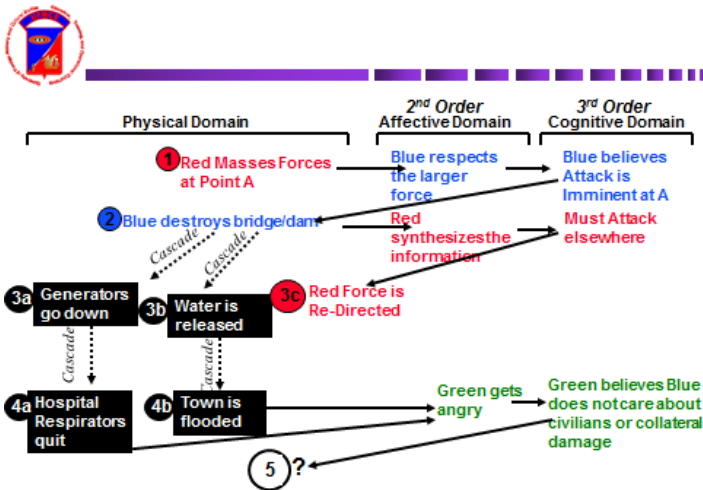 2nd Order
3rd Order
Physical Domain
Affective Domain
Cognitive Domain
1
Red Masses Forces
at Point A
Blue respects
the larger
force
Blue believes
Attack is
Imminent at A
2
Blue destroys bridge/dam
Red
synthesizesthe
information
Must Attack
elsewhere
Cascade
Cascade
3a
Generators
go down
3b
Water is
released
3c
Red Force is
Re-Directed
Cascade
Cascade
4a
Hospital
Respirators
quit
4b
Town is
flooded
Green gets
angry
Green believes Blue
does not care about
civilians or collateral
damage
5
?